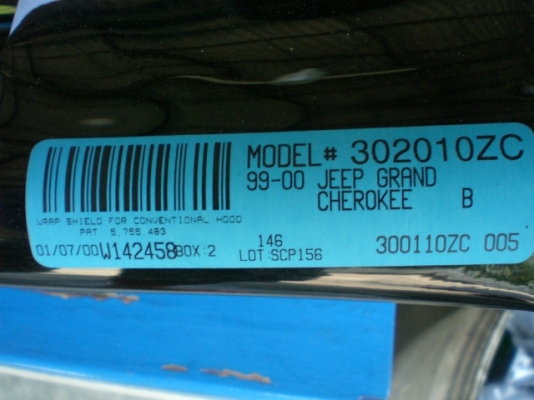 MODEL# 302010ZC
99-00 JEEP GRAND
CHEROKEE B
WRAP SHIELD FOR CONVENTIONAL HOOD
PAT. 5,755,483
01/07/00 W142458 BOX:2
146
LOT:SCP156
300110ZC 005